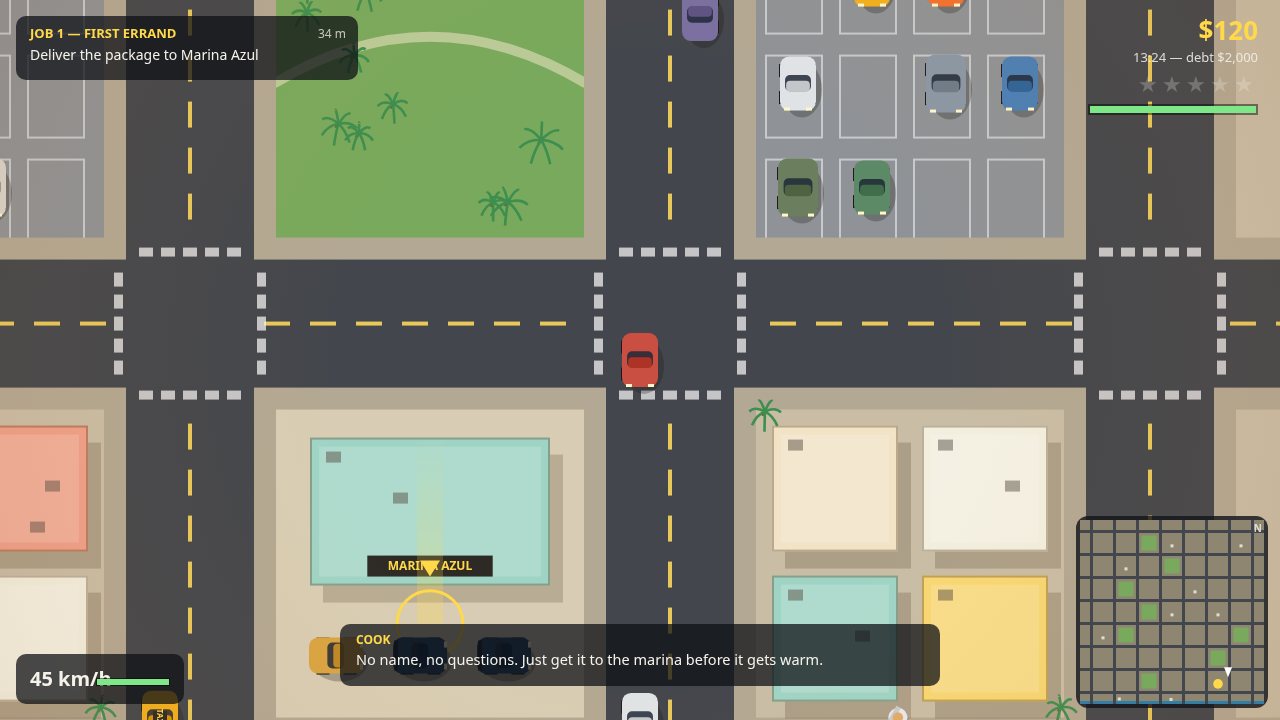 JOB 1 — FIRST ERRAND
34 m
Deliver the package to Marina Azul
$120
13:24 — debt $2,000
MARINA AZUL
COOK
No name, no questions. Just get it to the marina before it gets warm.
45 km/h
N